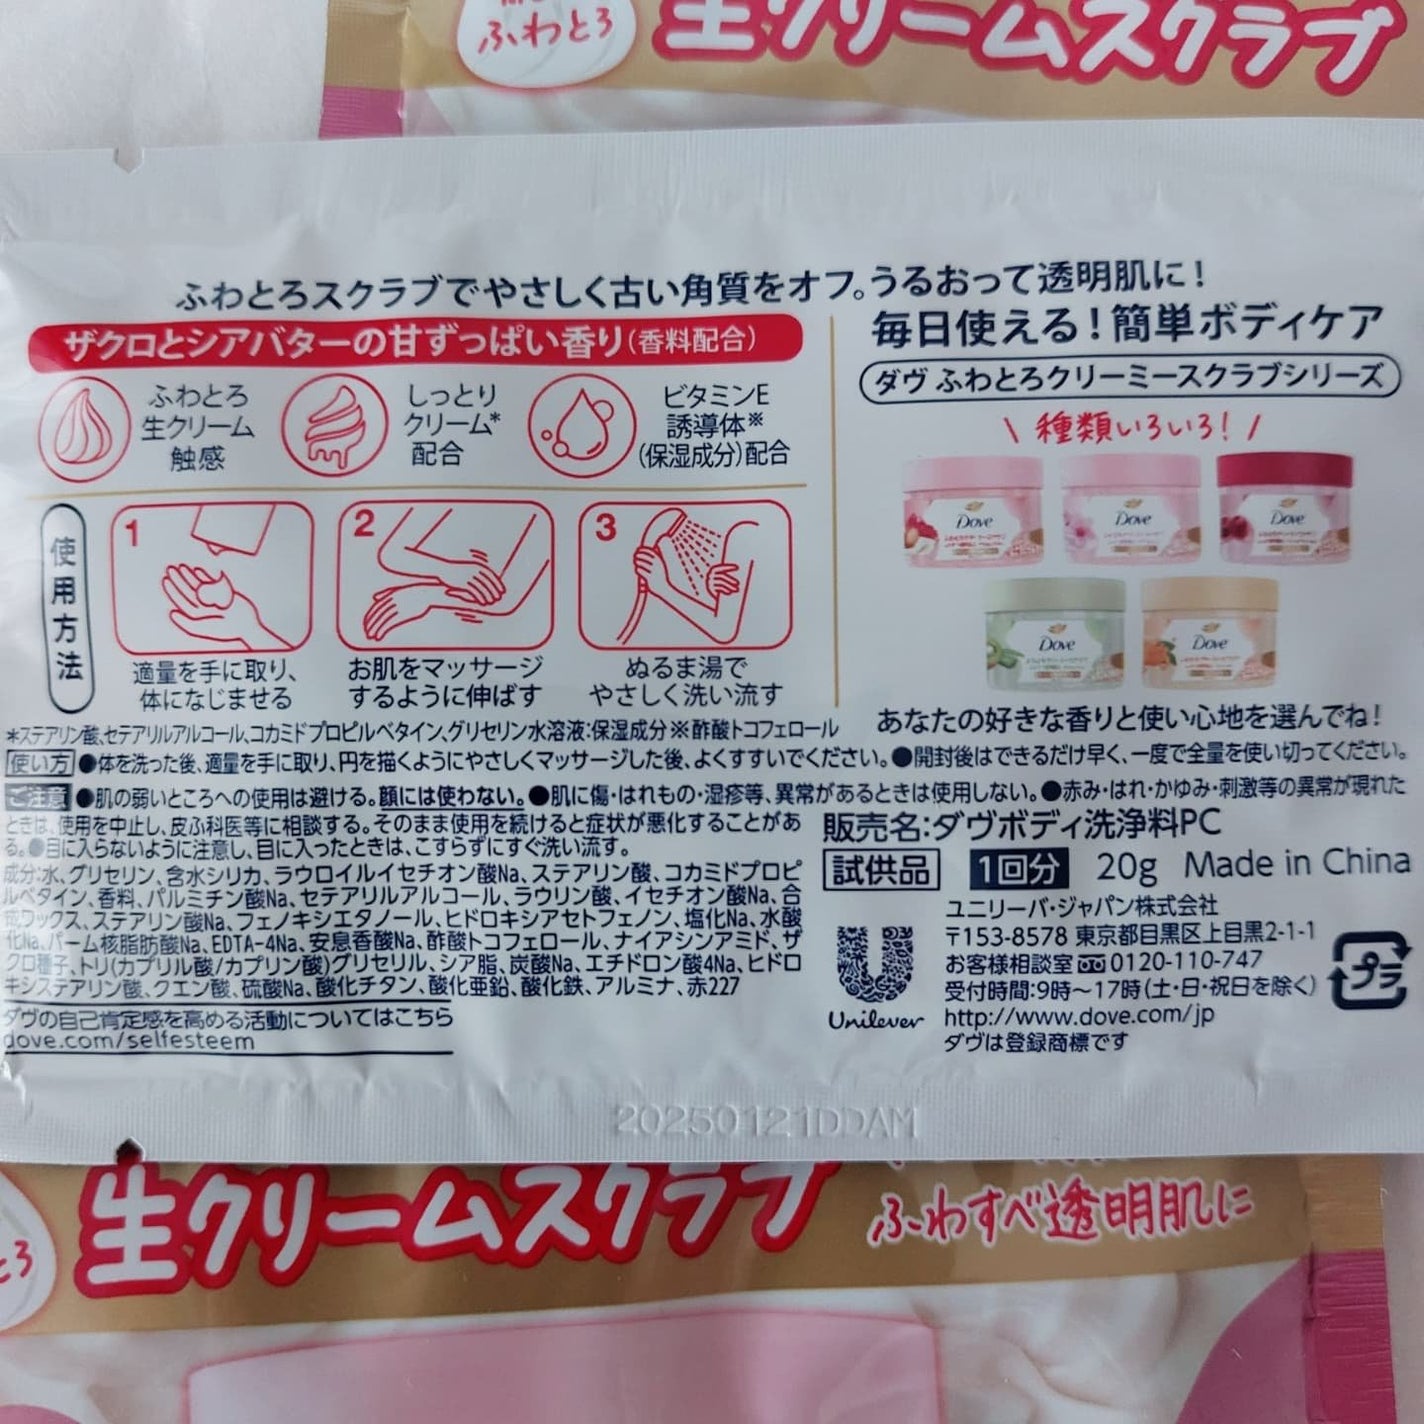 ふわとろ
生クリームスクラブ
ふわとろスクラブでやさしく古い角質をオフ。うるおって透明肌に！
ザクロとシアバターの甘ずっぱい香り(香料配合)
ふわとろ
生クリーム
触感
しっとり
クリーム*
配合
ビタミンE
誘導体※
(保湿成分)配合
使用方法
1
適量を手に取り、
体になじませる
2
お肌をマッサージ
するように伸ばす
3
ぬるま湯で
やさしく洗い流す
毎日使える！簡単ボディケア
ダヴ ふわとろクリーミースクラブシリーズ
\ 種類いろいろ! /
Dove
Dove
Dove
Dove
Dove
あなたの好きな香りと使い心地を選んでね！
*ステアリン酸、セテアリルアルコール、コカミドプロピルベタイン、グリセリン水溶液:保湿成分 ※酢酸トコフェロール
使い方 ●体を洗った後、適量を手に取り、円を描くようにやさしくマッサージした後、よくすすいでください。●開封後はできるだけ早く、一度で全量を使い切ってください。
ご注意 ●肌の弱いところへの使用は避ける。顔には使わない。●肌に傷・はれもの・湿疹等、異常があるときは使用しない。●赤み・はれ・かゆみ・刺激等の異常が現れた
ときは、使用を中止し、皮ふ科医等に相談する。そのまま使用を続けると症状が悪化することがあ
る。●目に入らないように注意し、目に入ったときは、こすらずにすぐ洗い流す。
成分:水、グリセリン、含水シリカ、ラウロイルイセチオン酸Na、ステアリン酸、コカミドプロピ
ルベタイン、香料、パルミチン酸Na、セテアリルアルコール、ラウリン酸、イセチオン酸Na、合
成ワックス、ステアリン酸Na、フェノキシエタノール、ヒドロキシアセトフェノン、塩化Na、水酸
化Na、パーム核脂肪酸Na、EDTA-4Na、安息香酸Na、酢酸トコフェロール、ナイアシンアミド、ザ
クロ種子、トリ(カプリル酸/カプリン酸)グリセリル、シア脂、炭酸Na、エチドロン酸4Na、ヒドロ
キシステアリン酸、クエン酸、硫酸Na、酸化チタン、酸化亜鉛、酸化鉄、アルミナ、赤227
ダヴの自己肯定感を高める活動についてはこちら
dove.com/selfesteem
販売名:ダヴボディ洗浄料PC
試供品 1回分 20g Made in China
Unilever
ユニリーバ・ジャパン株式会社
〒153-8578 東京都目黒区上目黒2-1-1
お客様相談室 0120-110-747
受付時間:9時～17時(土・日・祝日を除く)
http://www.dove.com/jp
ダヴは登録商標です
プラ
20250121DDAM
とろ
生クリームスクラブ
ふわすべ透明肌に